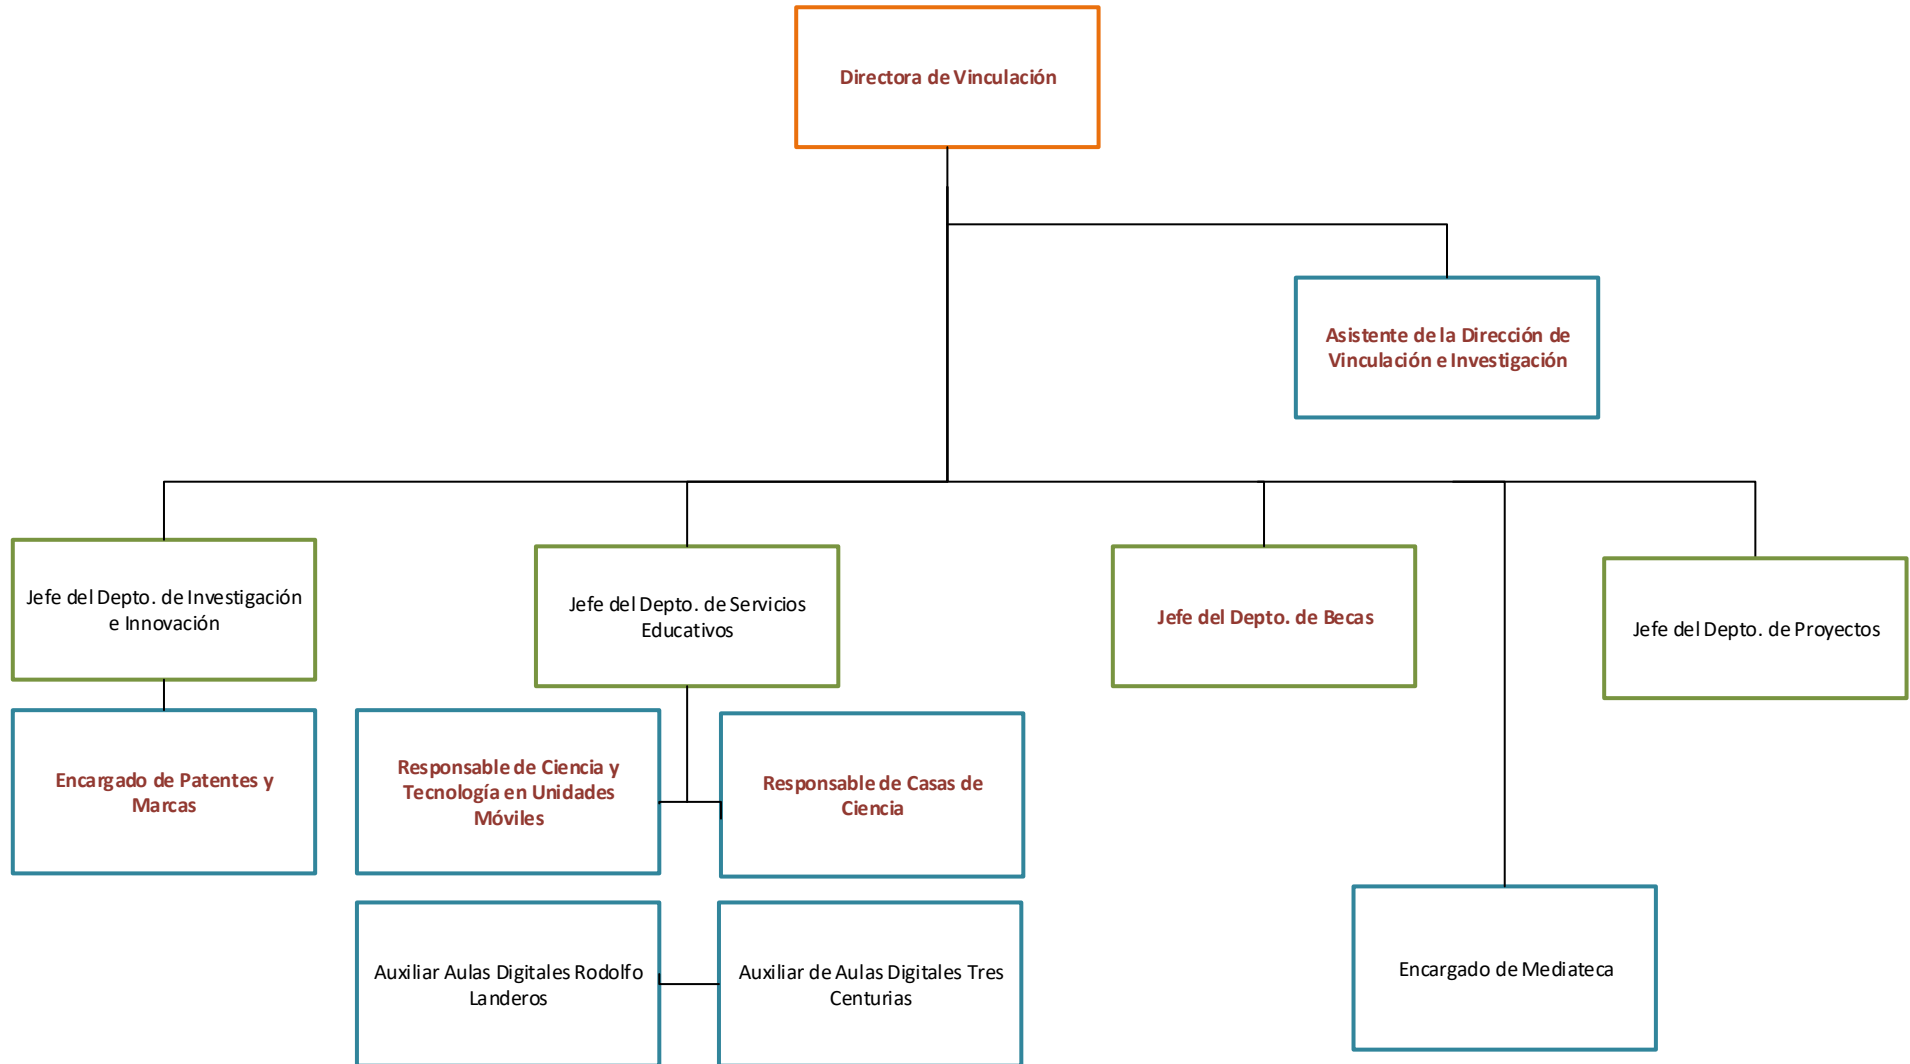 Directora de Vinculación
Asistente de la Dirección de
Vinculación e Investigación
Jefe del Depto. de Investigación
e Innovación
Jefe del Depto. de Servicios
Educativos
Jefe del Depto. de Becas
Jefe del Depto. de Proyectos
Encargado de Patentes y
Marcas
Responsable de Ciencia y
Tecnología en Unidades
Móviles
Responsable de Casas de
Ciencia
Auxiliar Aulas Digitales Rodolfo
Landeros
Auxiliar de Aulas Digitales Tres
Centurias
Encargado de Mediateca